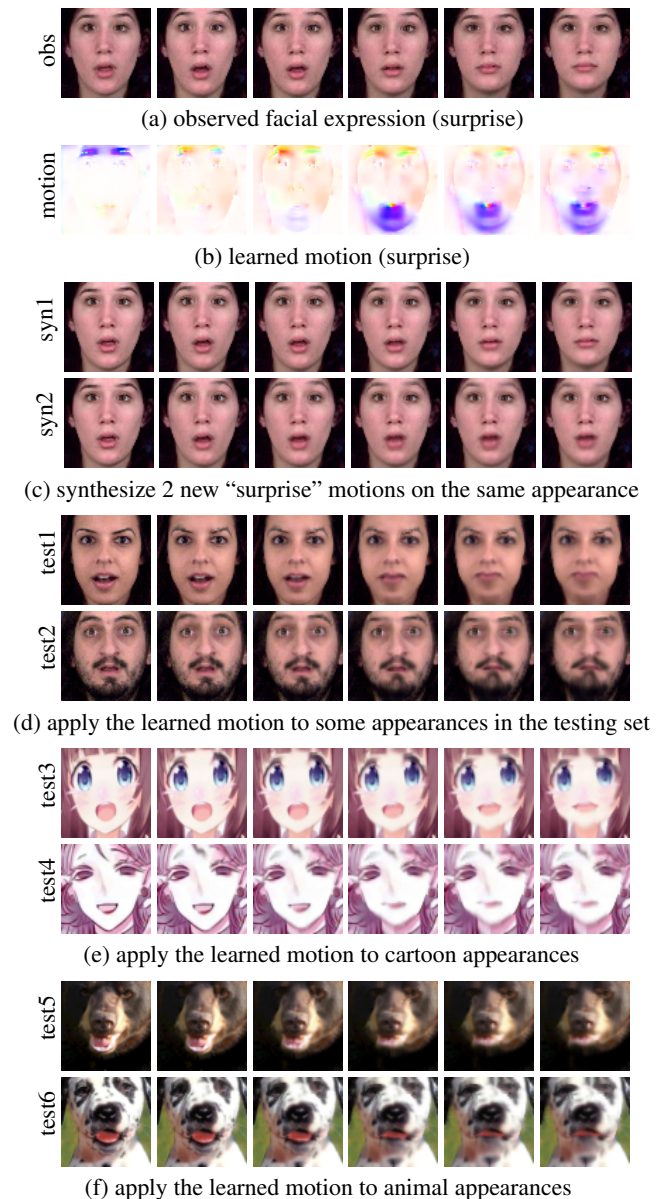 obs
(a) observed facial expression (surprise)
motion
(b) learned motion (surprise)
syn1
syn2
(c) synthesize 2 new “surprise” motions on the same appearance
test1
test2
(d) apply the learned motion to some appearances in the testing set
test3
test4
(e) apply the learned motion to cartoon appearances
test5
test6
(f) apply the learned motion to animal appearances